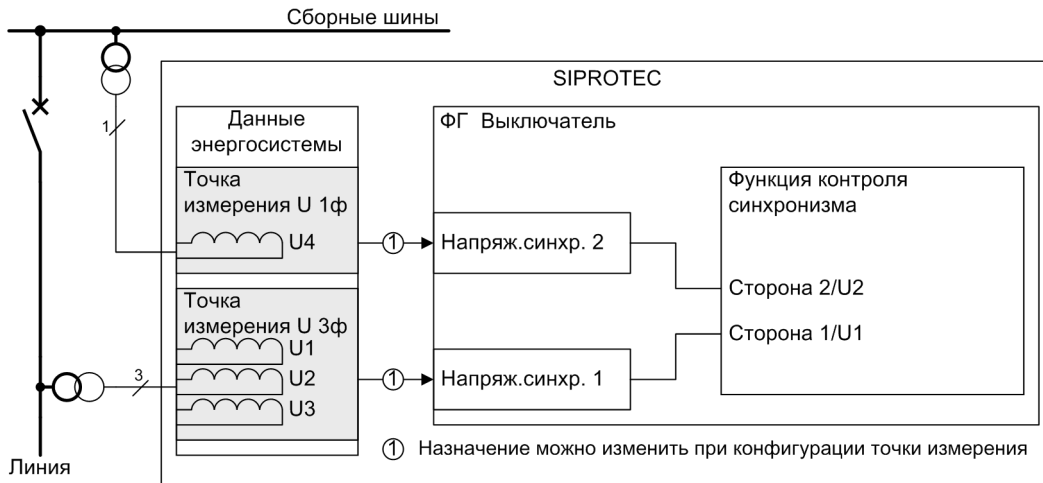 Сборные шины
SIPROTEC
1
Данные
энергосистемы
Точка
измерения U 1ф
U4
Точка
измерения U 3ф
U1
U2
U3
3
Линия
1
1
ФГ Выключатель
Напряж.синхр. 2
Напряж.синхр. 1
Функция контроля
синхронизма
Сторона 2/U2
Сторона 1/U1
1 Назначение можно изменить при конфигурации точки измерения